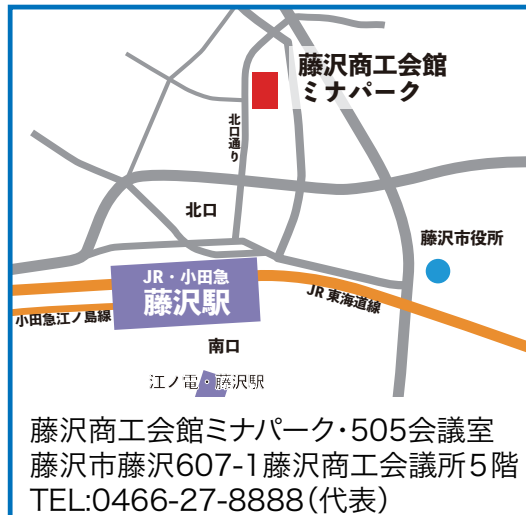 藤沢商工会館
ミナパーク
北口通り
北口
藤沢市役所
JR・小田急
藤沢駅
JR東海道線
小田急江ノ島線
南口
江ノ電・藤沢駅
藤沢商工会館ミナパーク・505会議室
藤沢市藤沢607-1藤沢商工会議所5階
TEL:0466-27-8888(代表)